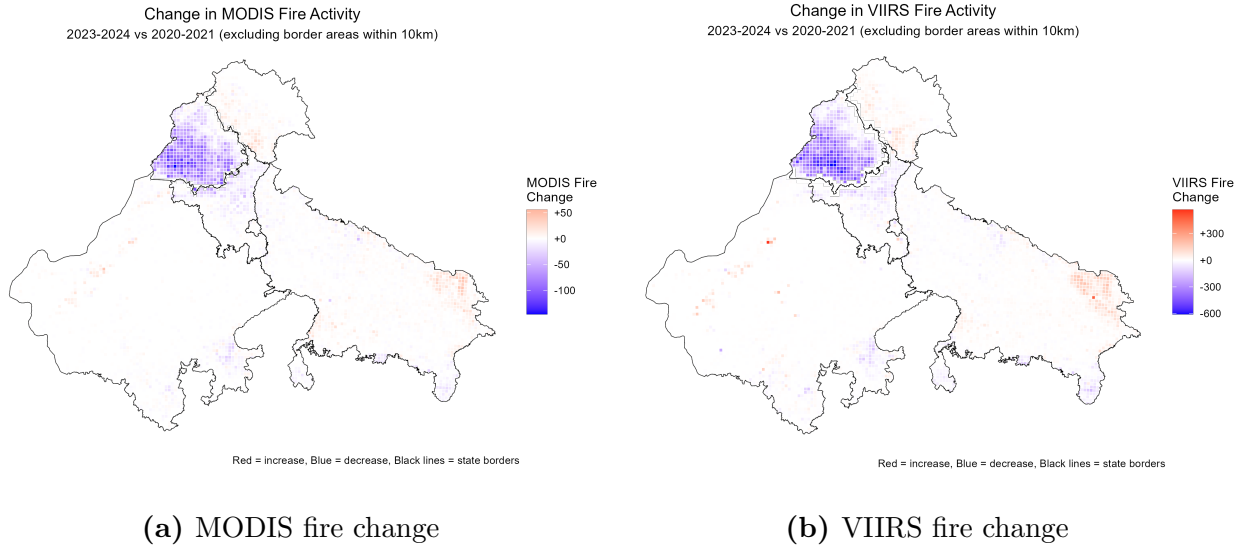 Change in MODIS Fire Activity
2023-2024 vs 2020-2021 (excluding border areas within 10km)
MODIS Fire
Change
+50
+0
-50
-100
Red = increase, Blue = decrease, Black lines = state borders
(a) MODIS fire change
Change in VIIRS Fire Activity
2023-2024 vs 2020-2021 (excluding border areas within 10km)
VIIRS Fire
Change
+300
+0
-300
-600
Red = increase, Blue = decrease, Black lines = state borders
(b) VIIRS fire change